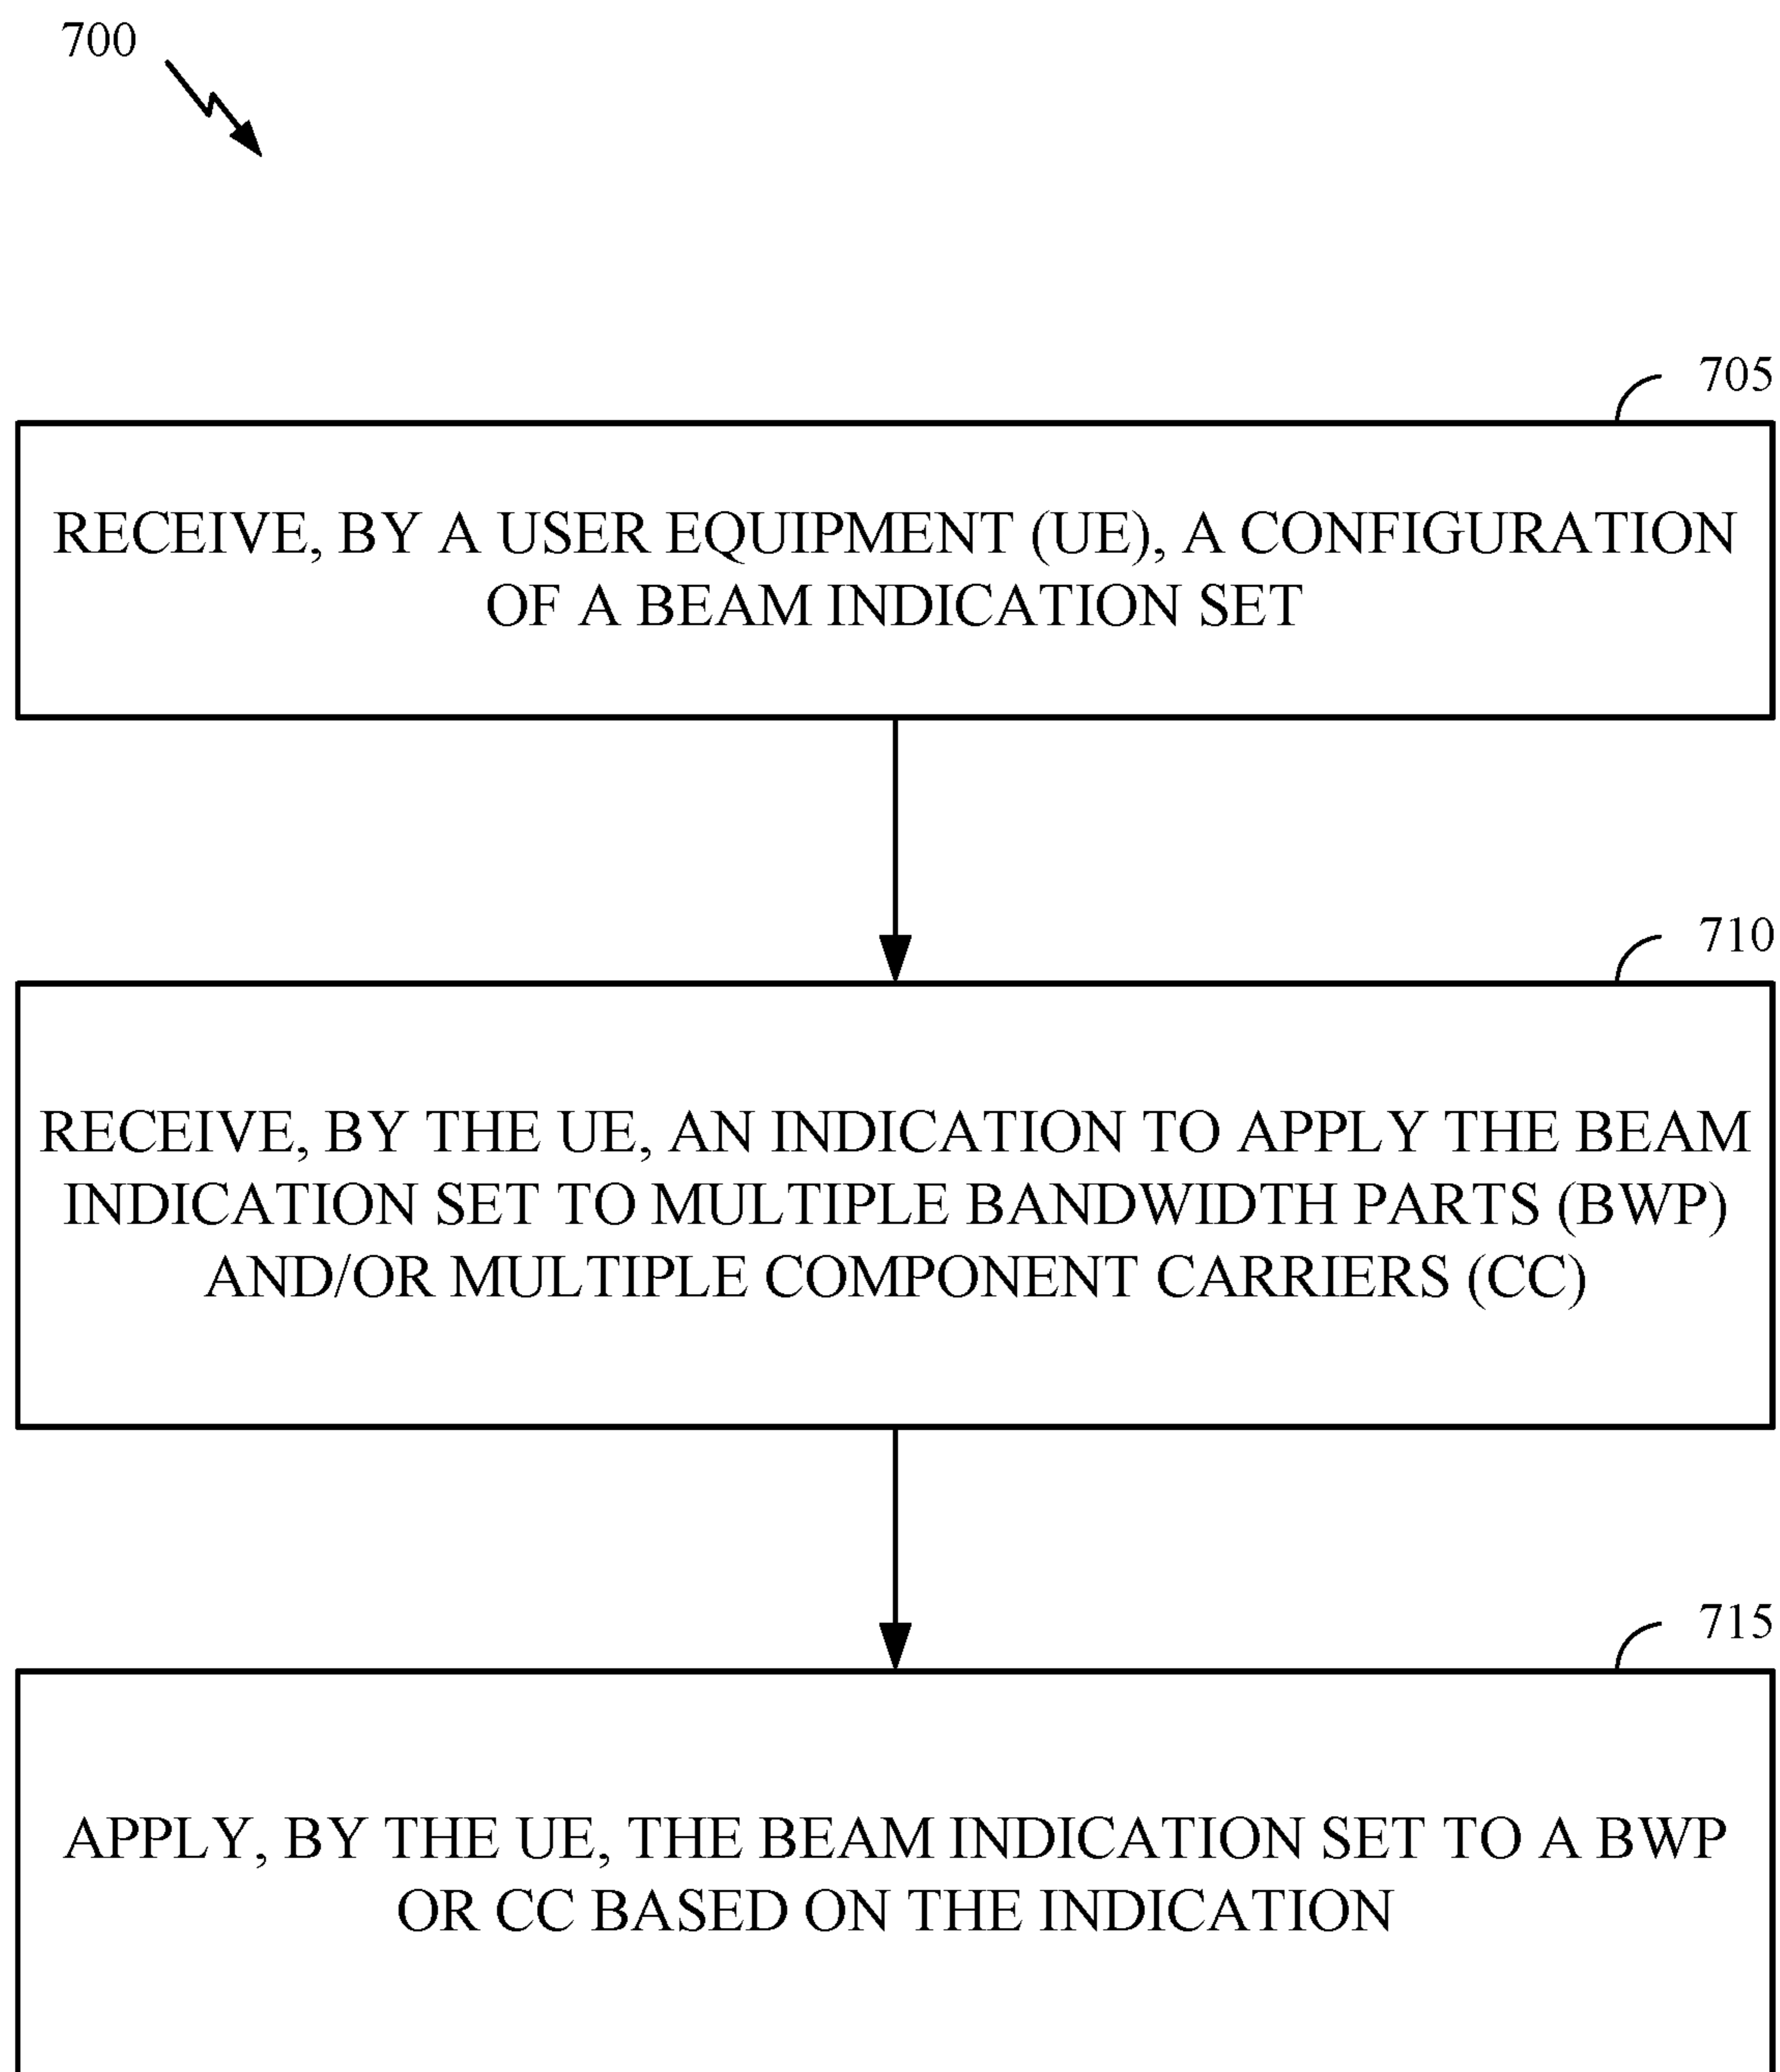 700
705
RECEIVE, BY A USER EQUIPMENT (UE), A CONFIGURATION
OF A BEAM INDICATION SET
710
RECEIVE, BY THE UE, AN INDICATION TO APPLY THE BEAM
INDICATION SET TO MULTIPLE BANDWIDTH PARTS (BWP)
AND/OR MULTIPLE COMPONENT CARRIERS (CC)
715
APPLY, BY THE UE, THE BEAM INDICATION SET TO A BWP
OR CC BASED ON THE INDICATION